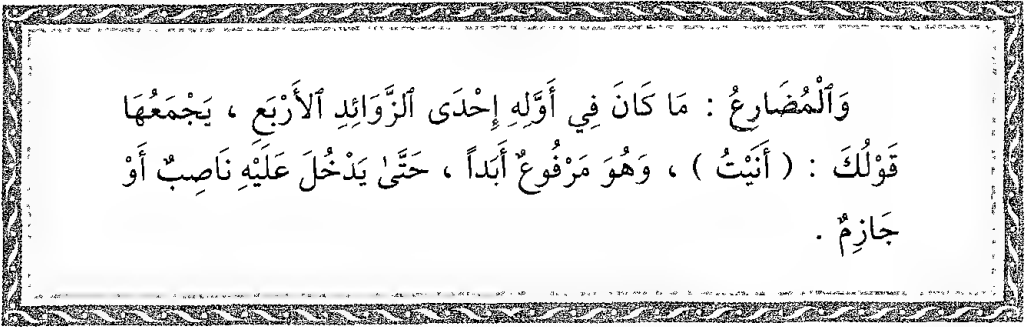 وَٱلْمُضَارِعُ : مَا كَانَ فِي أَوَّلِهِ إِحْدَى ٱلزَّوَائِدِ ٱلأَرْبَعِ ، يَجْمَعُهَا
قَوْلُكَ : ( أَنَيْتُ ) ، وَهُوَ مَرْفُوعٌ أَبَداً ، حَتَّىٰ يَدْخُلَ عَلَيْهِ نَاصِبٌ أَوْ
جَازِمٌ .